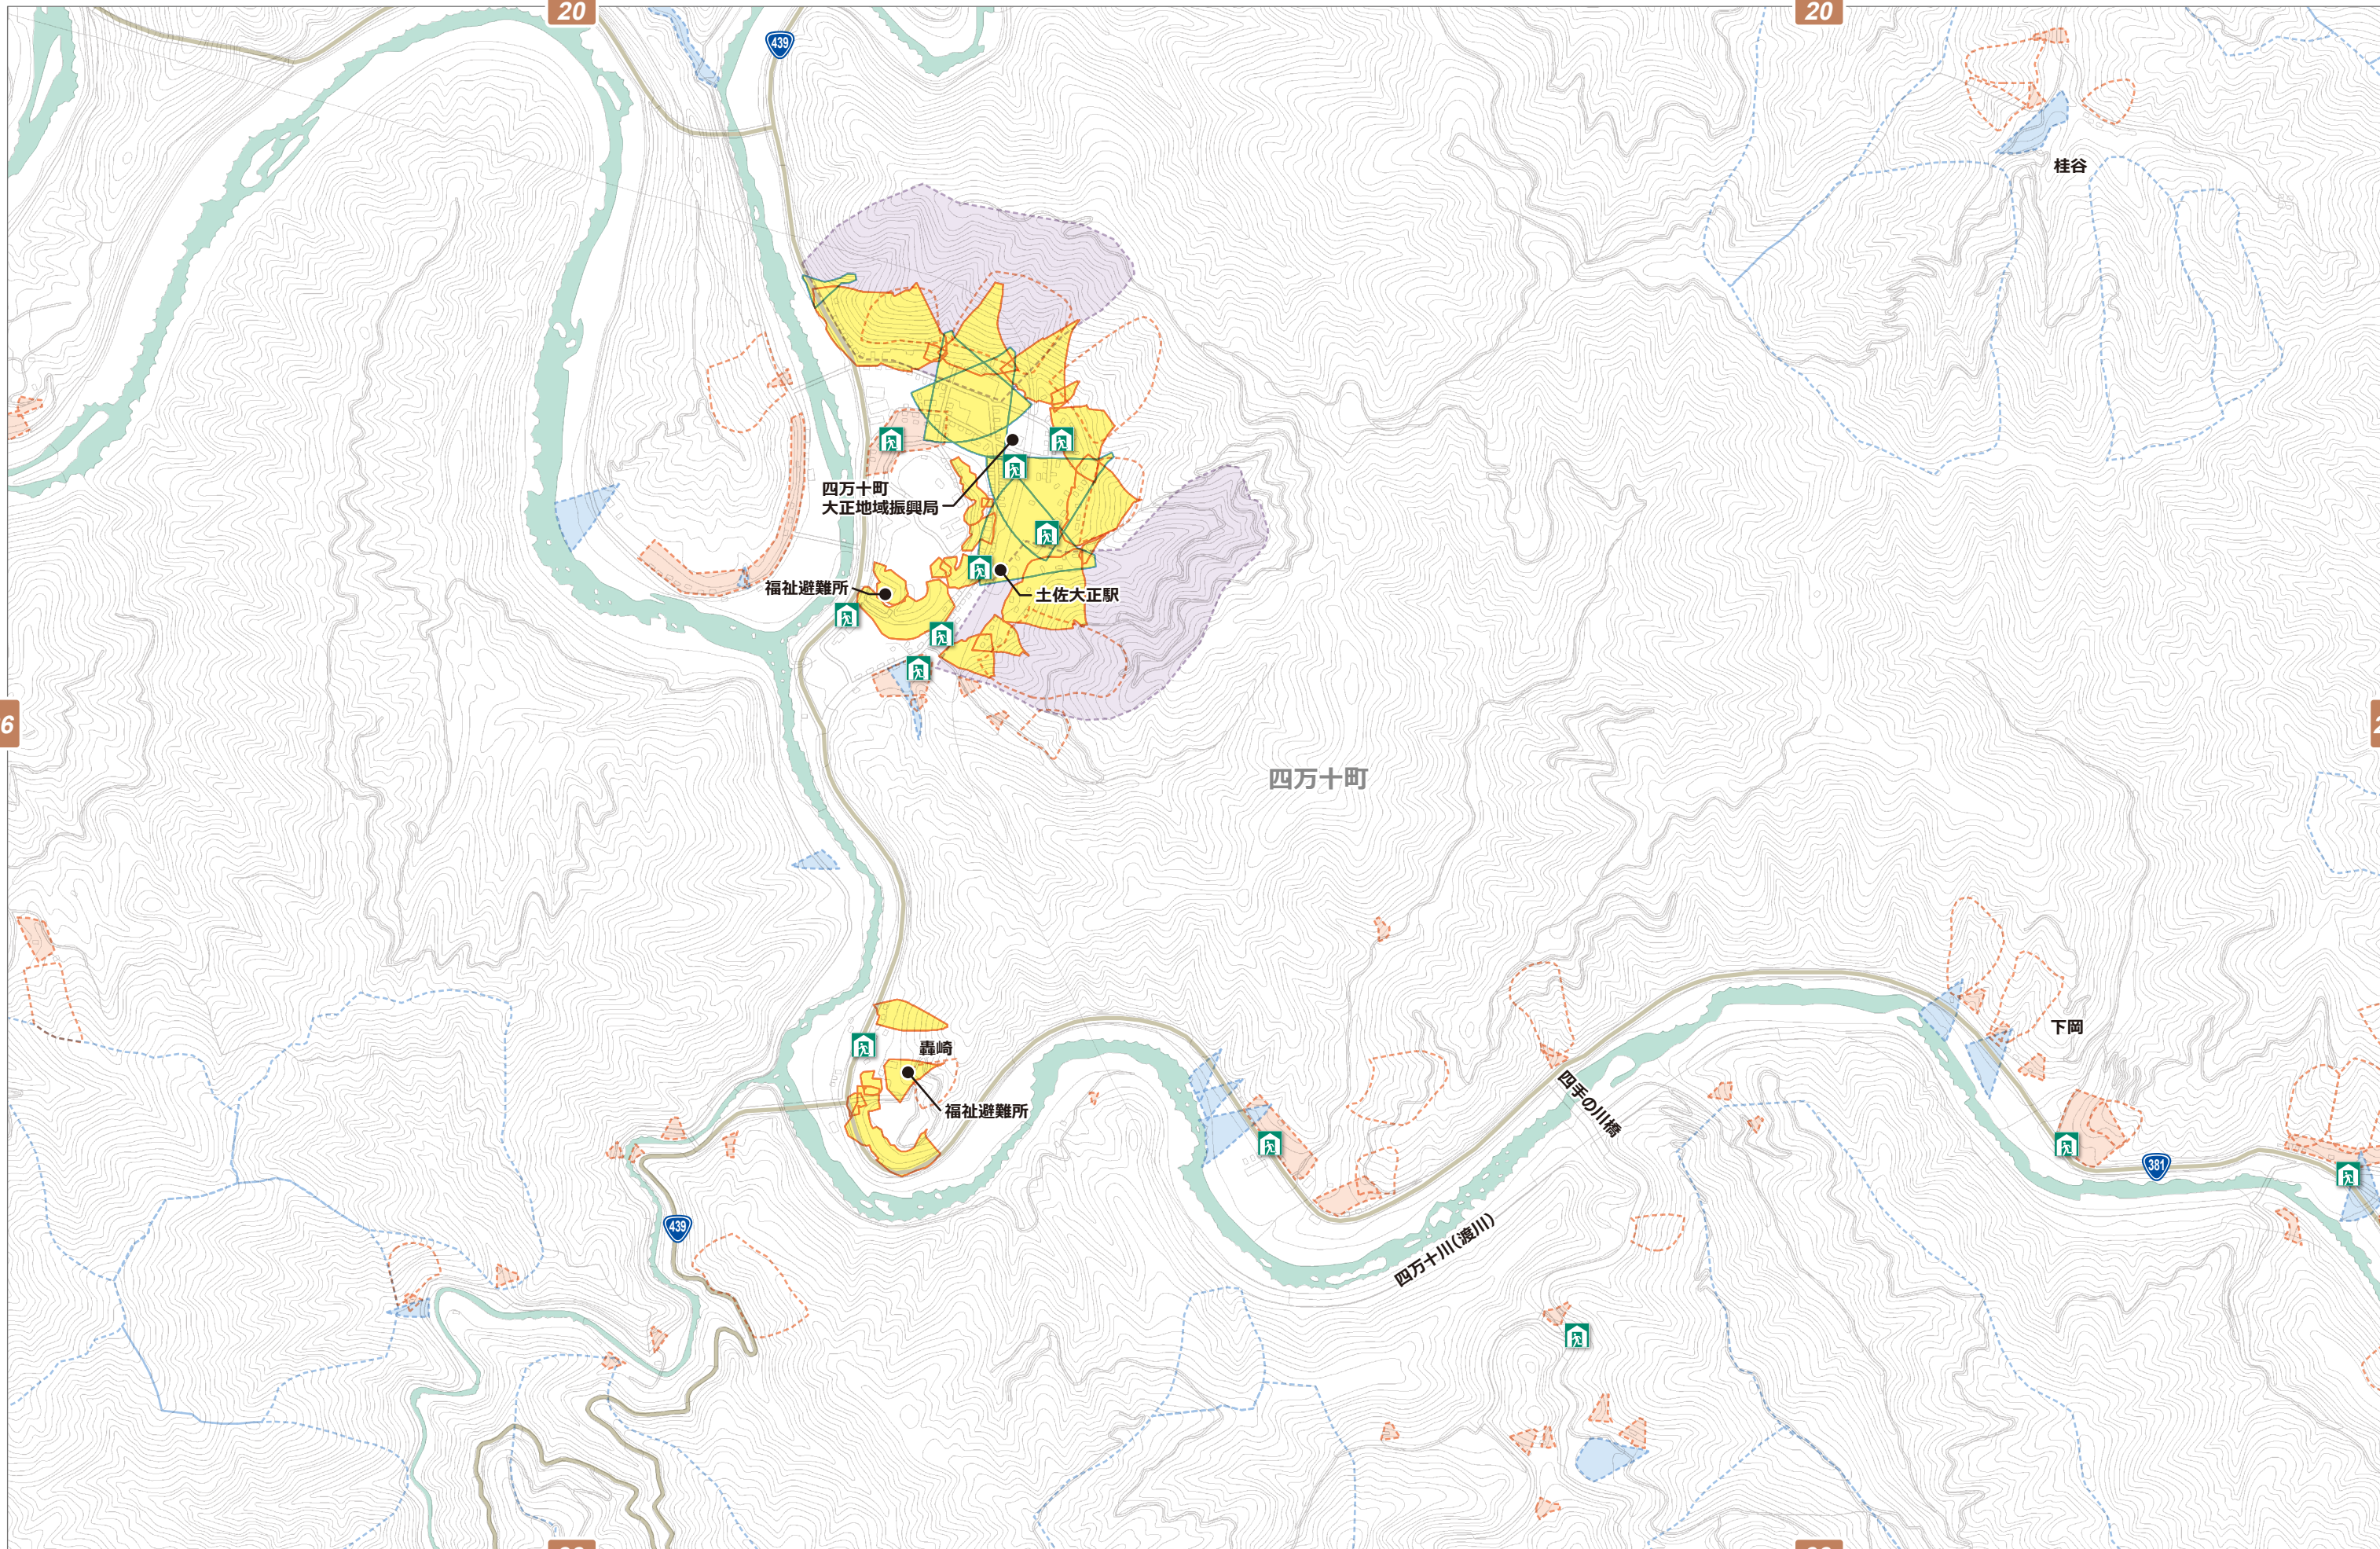 20
20
439
桂谷
四万十町
大正地域振興局
福祉避難所
土佐大正駅
6
四万十町
轟崎
福祉避難所
下岡
四手の川橋
381
439
四万十川(渡川)